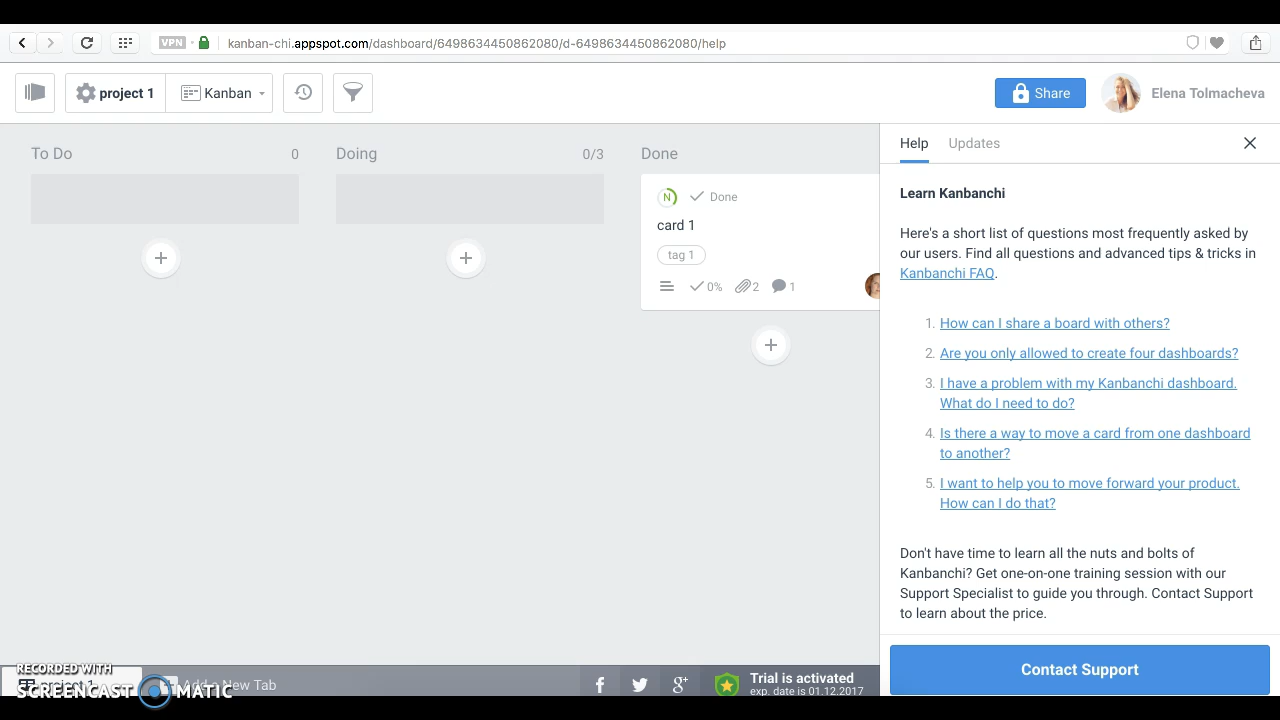 VPN
kanban-chi.appspot.com/dashboard/6498634450862080/d-6498634450862080/help
project 1
Kanban
Share
Elena Tolmacheva
To Do 0
Doing 0/3
Done
N Done
card 1
tag 1
0% 2 1
Help Updates
Learn Kanbanchi
Here's a short list of questions most frequently asked by
our users. Find all questions and advanced tips & tricks in
Kanbanchi FAQ.
1. How can I share a board with others?
2. Are you only allowed to create four dashboards?
3. I have a problem with my Kanbanchi dashboard.
What do I need to do?
4. Is there a way to move a card from one dashboard
to another?
5. I want to help you to move forward your product.
How can I do that?
Don't have time to learn all the nuts and bolts of
Kanbanchi? Get one-on-one training session with our
Support Specialist to guide you through. Contact Support
to learn about the price.
Contact Support
project 1
Add a New Tab
Trial is activated
exp. date is 01.12.2017
RECORDED WITH
SCREENCAST MATIC